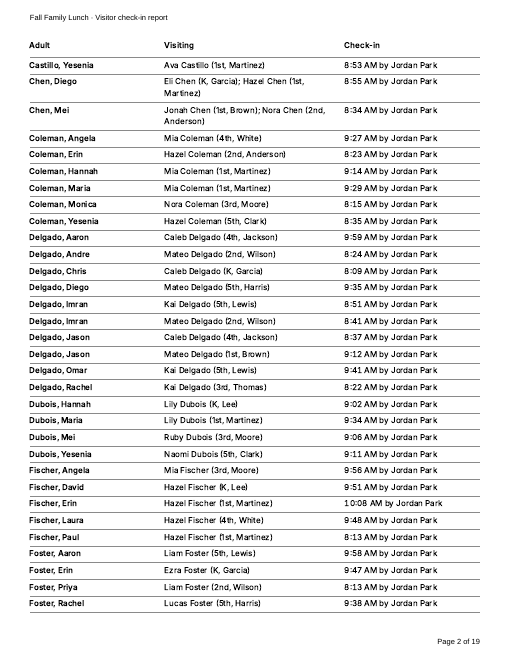 Fall Family Lunch - Visitor check-in report
Adult Visiting Check-in
Castillo, Yesenia Ava Castillo (1st, Martinez) 8:53 AM by Jordan Park
Chen, Diego Eli Chen (K, Garcia); Hazel Chen (1st, 8:55 AM by Jordan Park
Martinez)
Chen, Mei Jonah Chen (1st, Brown); Nora Chen (2nd, 8:34 AM by Jordan Park
Anderson)
Coleman, Angela Mia Coleman (4th, White) 9:27 AM by Jordan Park
Coleman, Erin Hazel Coleman (2nd, Anderson) 8:23 AM by Jordan Park
Coleman, Hannah Mia Coleman (1st, Martinez) 9:14 AM by Jordan Park
Coleman, Maria Mia Coleman (1st, Martinez) 9:29 AM by Jordan Park
Coleman, Monica Nora Coleman (3rd, Moore) 8:15 AM by Jordan Park
Coleman, Yesenia Hazel Coleman (5th, Clark) 8:35 AM by Jordan Park
Delgado, Aaron Caleb Delgado (4th, Jackson) 9:59 AM by Jordan Park
Delgado, Andre Mateo Delgado (2nd, Wilson) 8:24 AM by Jordan Park
Delgado, Chris Caleb Delgado (K, Garcia) 8:09 AM by Jordan Park
Delgado, Diego Mateo Delgado (5th, Harris) 9:35 AM by Jordan Park
Delgado, Imran Kai Delgado (5th, Lewis) 8:51 AM by Jordan Park
Delgado, Imran Mateo Delgado (2nd, Wilson) 8:41 AM by Jordan Park
Delgado, Jason Caleb Delgado (4th, Jackson) 8:37 AM by Jordan Park
Delgado, Jason Mateo Delgado (1st, Brown) 9:12 AM by Jordan Park
Delgado, Omar Kai Delgado (5th, Lewis) 9:41 AM by Jordan Park
Delgado, Rachel Kai Delgado (3rd, Thomas) 8:22 AM by Jordan Park
Dubois, Hannah Lily Dubois (K, Lee) 9:02 AM by Jordan Park
Dubois, Maria Lily Dubois (1st, Martinez) 9:34 AM by Jordan Park
Dubois, Mei Ruby Dubois (3rd, Moore) 9:06 AM by Jordan Park
Dubois, Yesenia Naomi Dubois (5th, Clark) 9:11 AM by Jordan Park
Fischer, Angela Mia Fischer (3rd, Moore) 9:56 AM by Jordan Park
Fischer, David Hazel Fischer (K, Lee) 9:51 AM by Jordan Park
Fischer, Erin Hazel Fischer (1st, Martinez) 10:08 AM by Jordan Park
Fischer, Laura Hazel Fischer (4th, White) 9:48 AM by Jordan Park
Fischer, Paul Hazel Fischer (1st, Martinez) 8:13 AM by Jordan Park
Foster, Aaron Liam Foster (5th, Lewis) 9:58 AM by Jordan Park
Foster, Erin Ezra Foster (K, Garcia) 9:47 AM by Jordan Park
Foster, Priya Liam Foster (2nd, Wilson) 8:13 AM by Jordan Park
Foster, Rachel Lucas Foster (5th, Harris) 9:38 AM by Jordan Park
Page 2 of 19